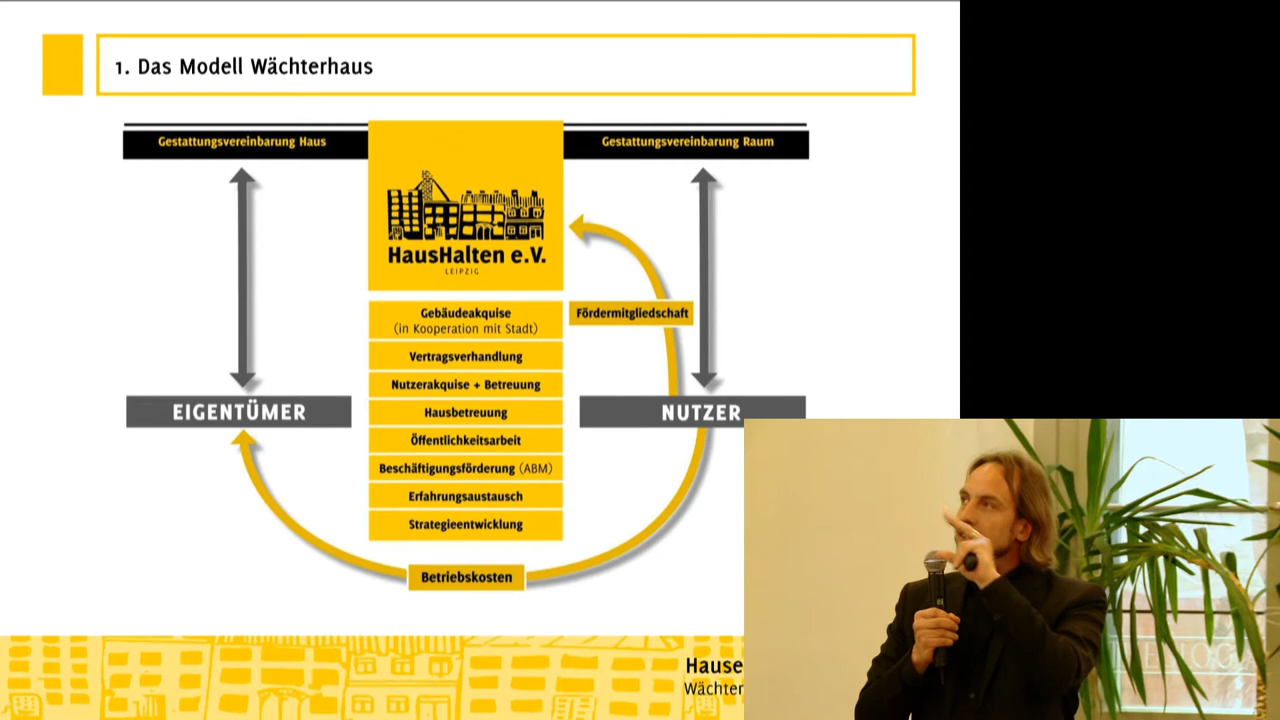 1. Das Modell Wächterhaus
Gestattungsvereinbarung Haus
Gestattungsvereinbarung Raum
HausHalten e.V.
LEIPZIG
Gebäudeakquise
(in Kooperation mit Stadt)
Fördermitgliedschaft
Vertragsverhandlung
Nutzerakquise + Betreuung
Hausbetreuung
EIGENTÜMER
NUTZER
Öffentlichkeitsarbeit
Beschäftigungsförderung (ABM)
Erfahrungsaustausch
Strategieentwicklung
Betriebskosten
Hause
Wächter